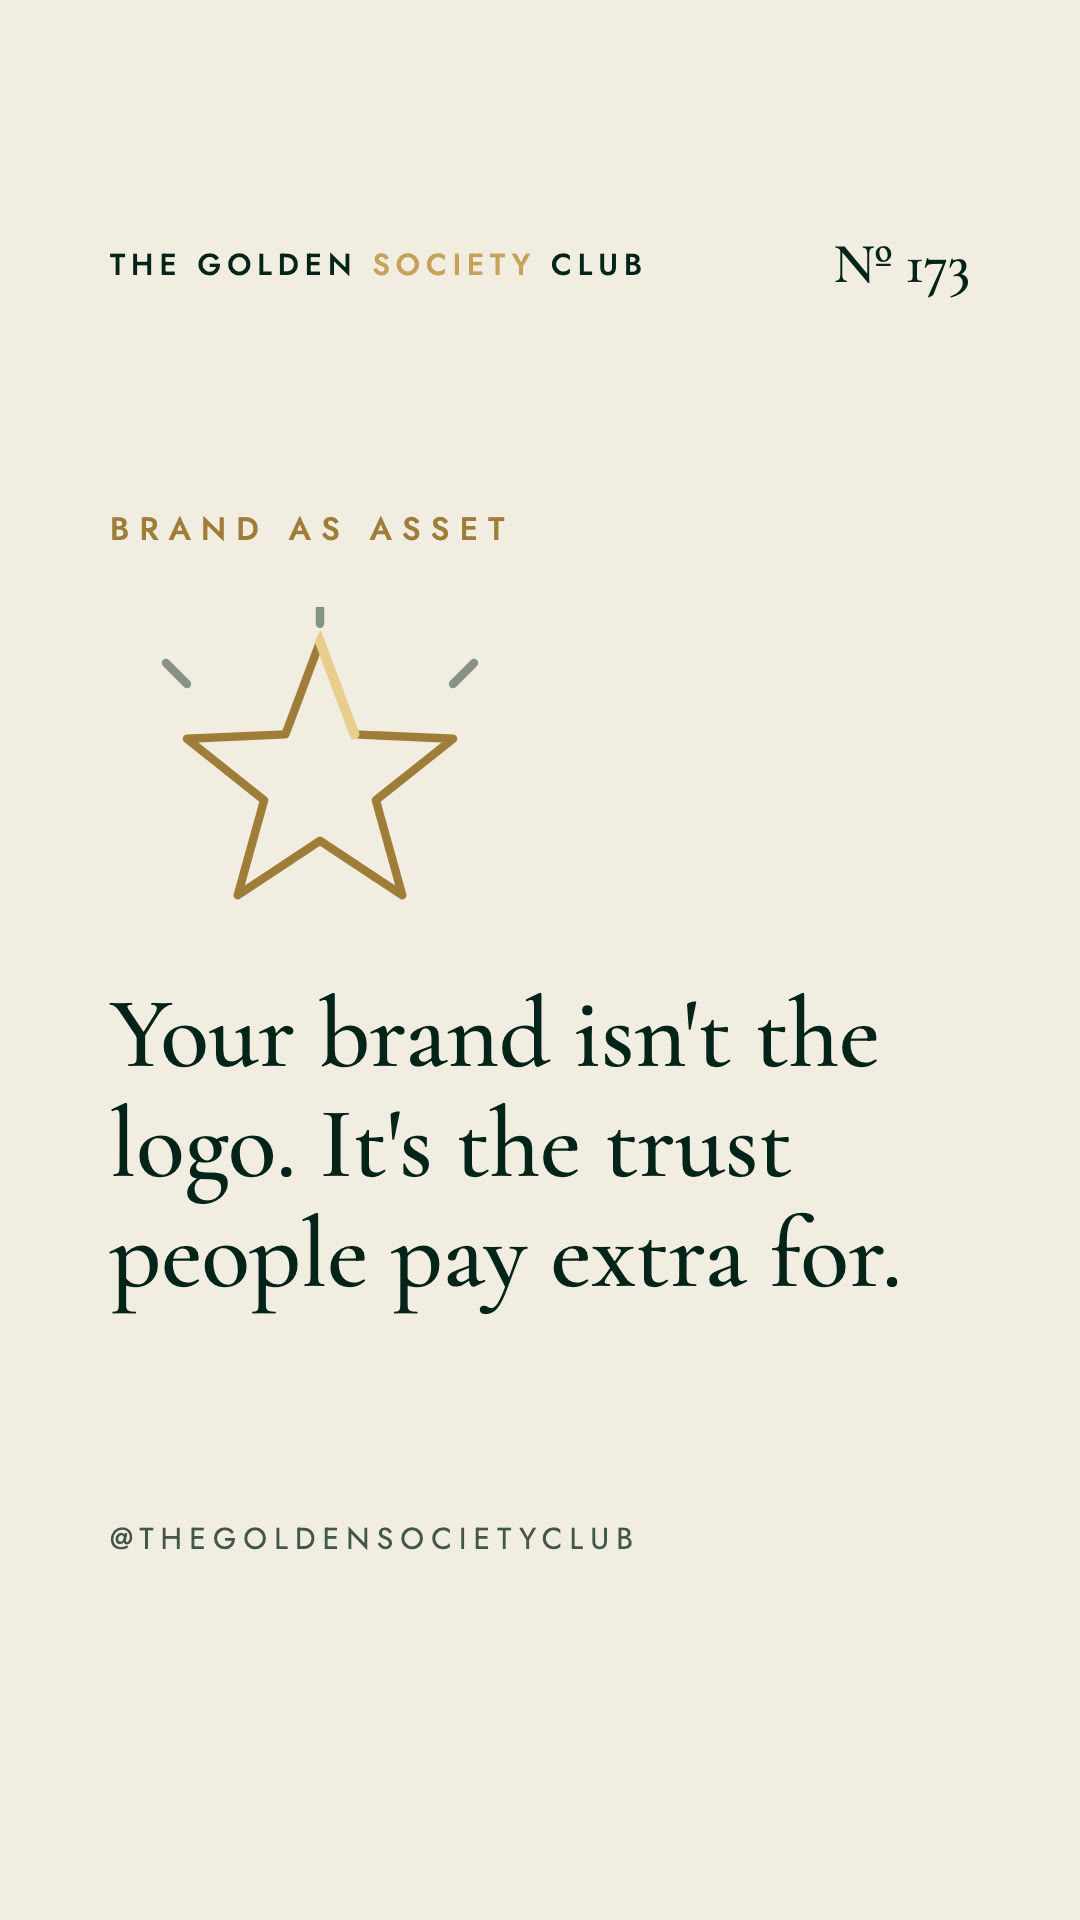 THE GOLDEN SOCIETY CLUB
Nº 173
BRAND AS ASSET
Your brand isn't the
logo. It's the trust
people pay extra for.
@THEGOLDENSOCIETYCLUB